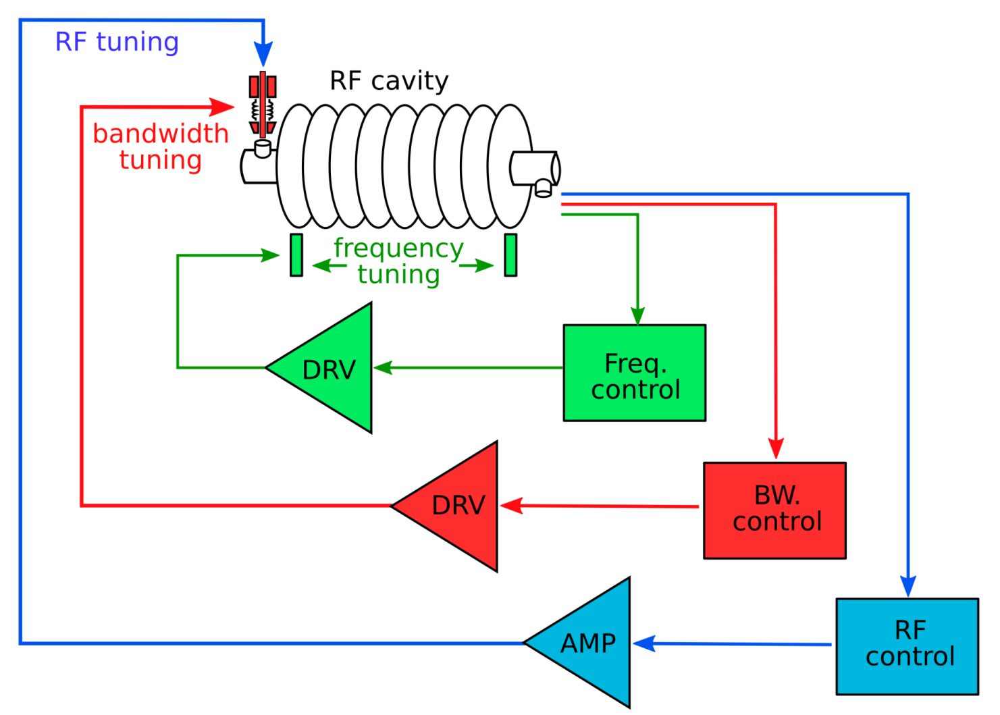 RF tuning
RF cavity
bandwidth
tuning
frequency
tuning
DRV
Freq.
control
DRV
BW.
control
AMP
RF
control